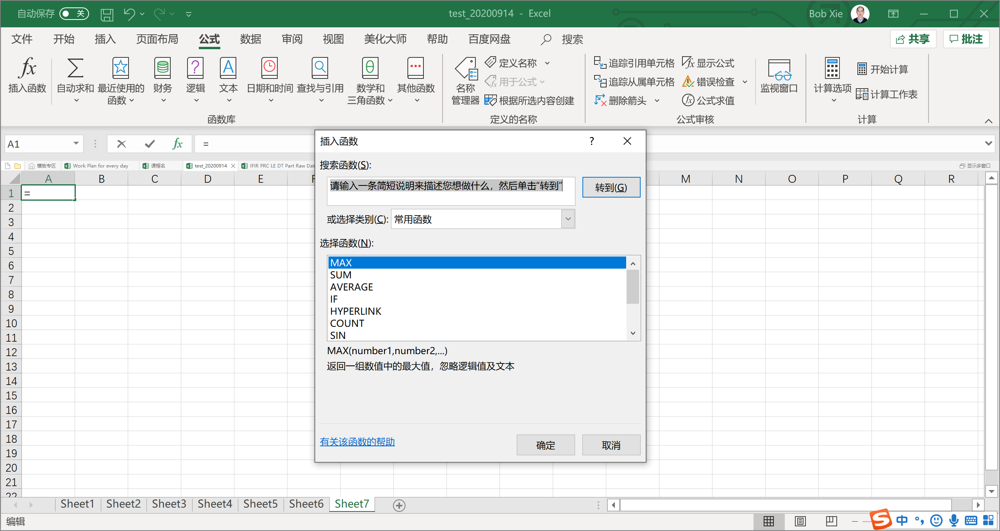 自动保存 关 test_20200914 - Excel Bob Xie
文件 开始 插入 页面布局 公式 数据 审阅 视图 美化大师 帮助 百度网盘 搜索 共享 批注
fx 插入函数
自动求和
最近使用的
函数
财务
逻辑
文本
日期和时间
查找与引用
数学和
三角函数
其他函数
函数库
名称
管理器
定义名称
用于公式
根据所选内容创建
定义的名称
追踪引用单元格
追踪从属单元格
删除箭头
显示公式
错误检查
公式求值
公式审核
监视窗口
计算选项
开始计算
计算工作表
计算
A1 fx =
模板专区 Work Plan for every day 课程名 test_20200914 IFIR PRC LE DT Part Raw Dat 显示多窗口
A B C D E F M N O P Q R
1 =
2
3
4
5
6
7
8
9
10
11
12
13
14
15
16
17
18
19
20
21
22
插入函数 ?
搜索函数(S):
请输入一条简短说明来描述您想做什么，然后单击“转到”
转到(G)
或选择类别(C): 常用函数
选择函数(N):
MAX
SUM
AVERAGE
IF
HYPERLINK
COUNT
SIN
MAX(number1,number2,...)
返回一组数值中的最大值，忽略逻辑值及文本
有关该函数的帮助 确定 取消
Sheet1 Sheet2 Sheet3 Sheet4 Sheet5 Sheet6 Sheet7
编辑 S 中